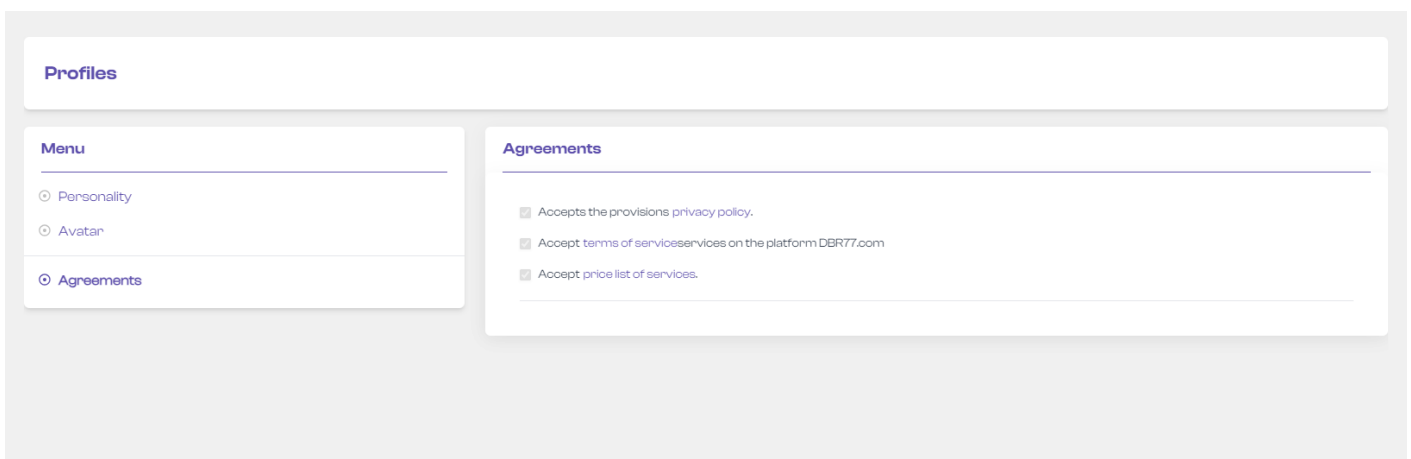 Profiles
Menu
Personality
Avatar
Agreements
Agreements
Accepts the provisions privacy policy.
Accept terms of serviceservices on the platform DBR77.com
Accept price list of services.